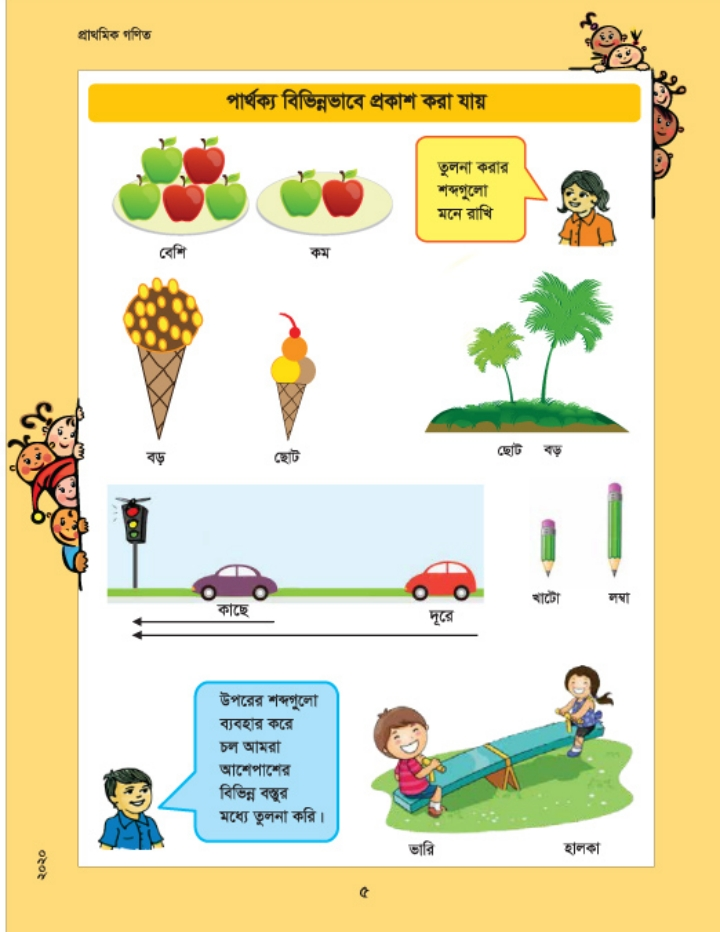 প্রাথমিক গণিত
পার্থক্য বিভিন্নভাবে প্রকাশ করা যায়
তুলনা করার
শব্দগুলো
মনে রাখি
বেশি
কম
বড়
ছোট
ছোট বড়
কাছে
দূরে
খাটো
লম্বা
উপরের শব্দগুলো
ব্যবহার করে
চল আমরা
আশেপাশের
বিভিন্ন বস্তুর
মধ্যে তুলনা করি।
ভারি
হালকা
২০২০
৫